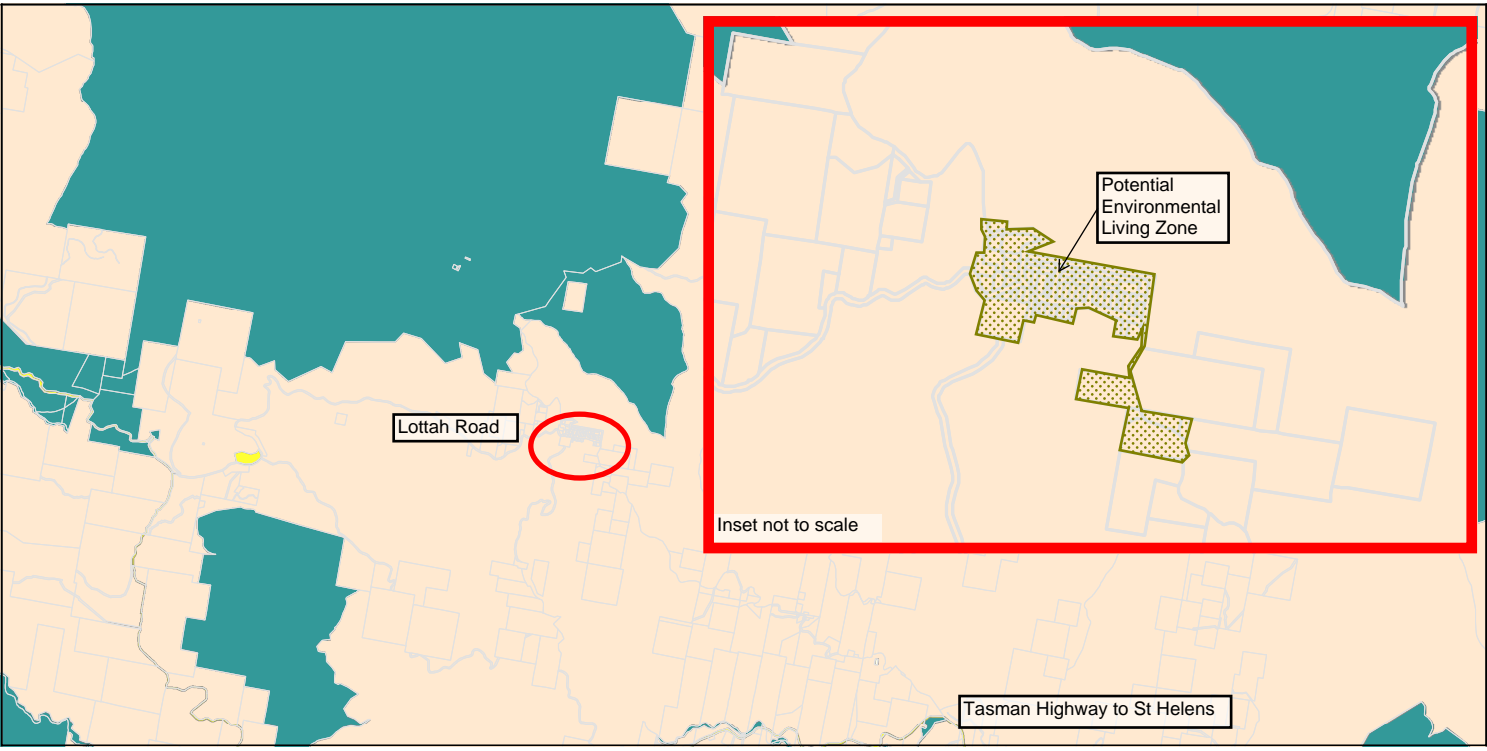 Potential
Environmental
Living Zone
Lottah Road
Inset not to scale
Tasman Highway to St Helens